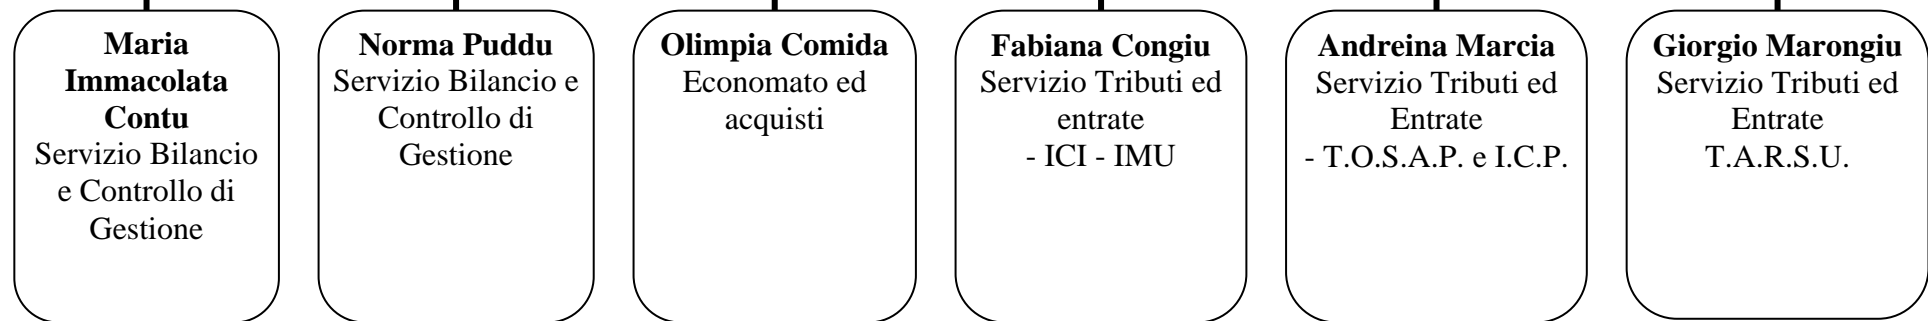 Maria
Immacolata
Contu
Servizio Bilancio
e Controllo di
Gestione
Norma Puddu
Servizio Bilancio e
Controllo di
Gestione
Olimpia Comida
Economato ed
acquisti
Fabiana Congiu
Servizio Tributi ed
entrate
- ICI - IMU
Andreina Marcia
Servizio Tributi ed
Entrate
- T.O.S.A.P. e I.C.P.
Giorgio Marongiu
Servizio Tributi ed
Entrate
T.A.R.S.U.